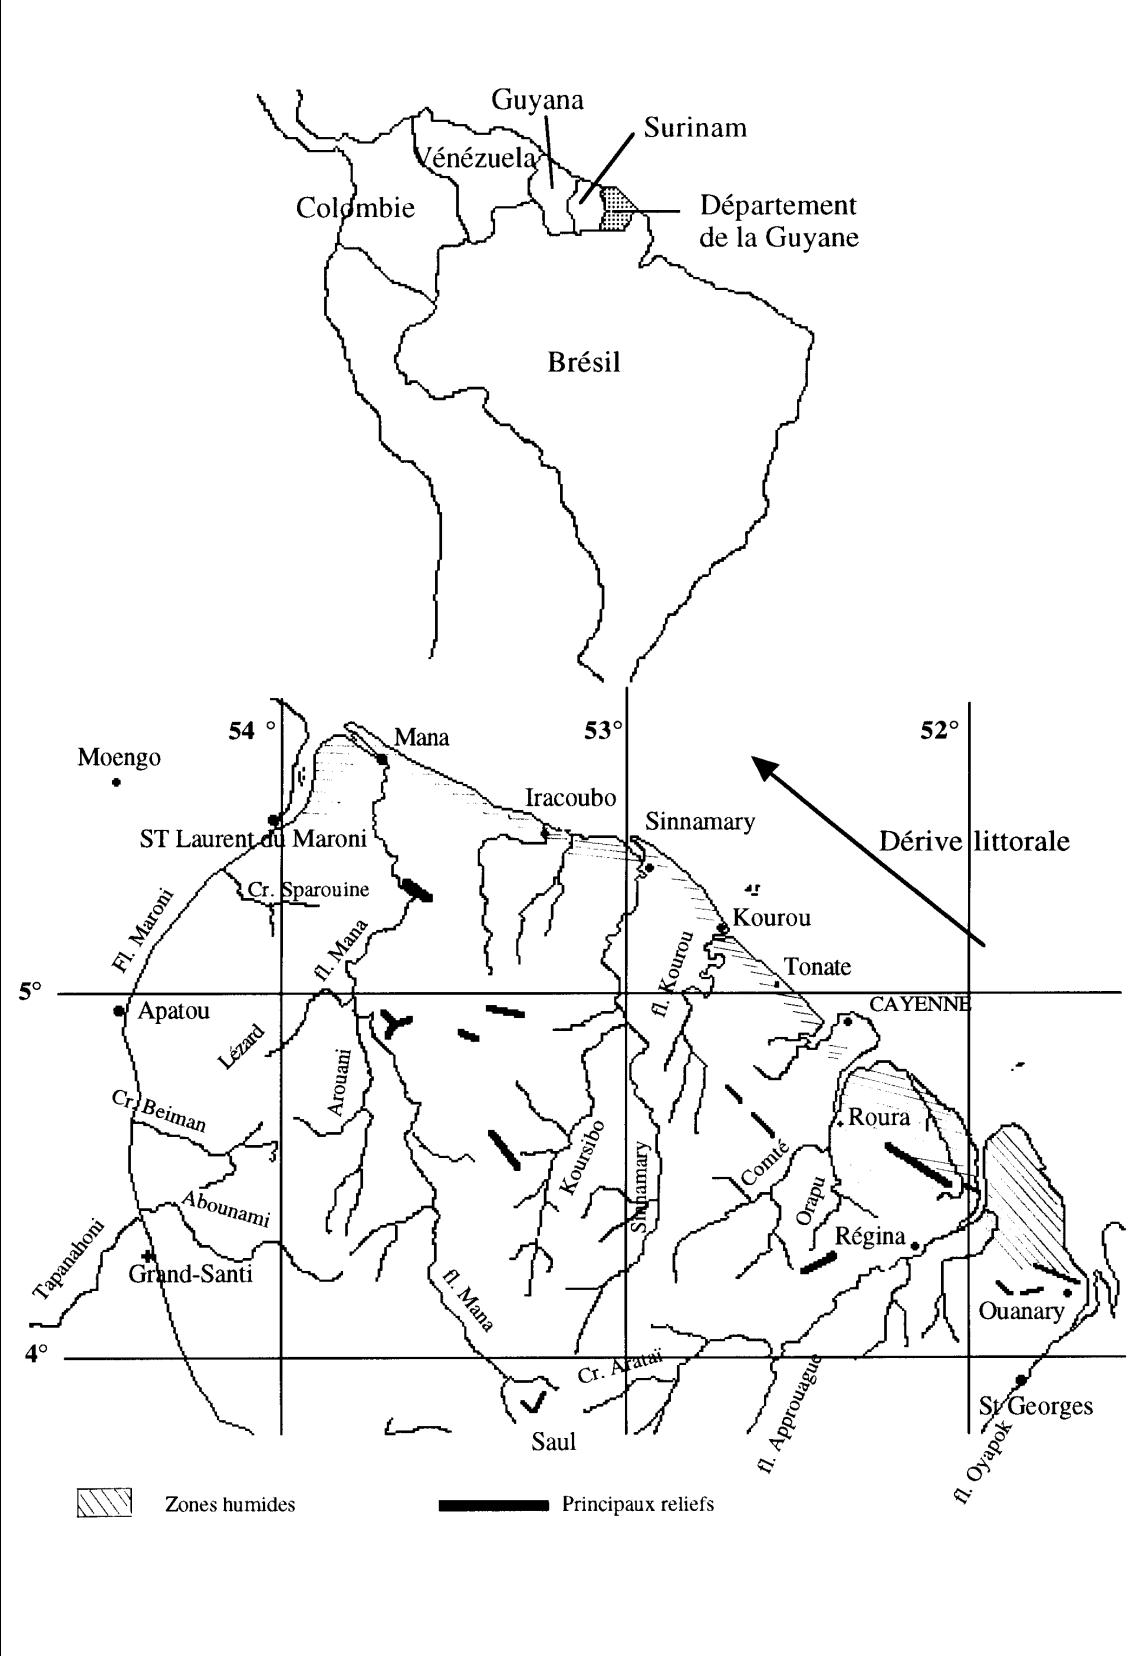 Guyana
Surinam
Vénézuela
Colombie
Département
de la Guyane
Brésil
54 °
53°
52°
Mana
Moengo
Iracoubo
Sinnamary
ST Laurent du Maroni
Dérive littorale
Cr. Sparouine
Kourou
Fl. Maroni
fl. Mana
fl. Kourou
Tonate
5°
Apatou
CAYENNE
Lézard
Arouani
Cr. Beiman
Roura
Koursibo
Sinnamary
Comté
Orapu
Abounami
Tapanahoni
Régina
Grand-Santi
fl. Mana
Ouanary
4°
Cr. Arataï
fl. Approuague
St Georges
Saul
fl. Oyapok
Zones humides
Principaux reliefs